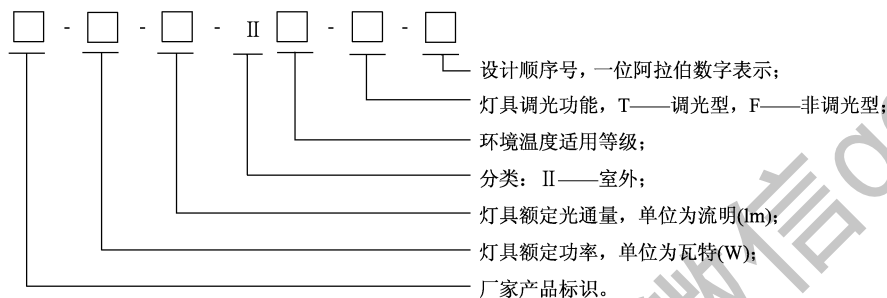 □ - □ - □ - Ⅱ□ - □ - □
设计顺序号，一位阿拉伯数字表示；
灯具调光功能，T——调光型，F——非调光型；
环境温度适用等级；
分类：Ⅱ——室外；
灯具额定光通量，单位为流明(lm)；
灯具额定功率，单位为瓦特(W)；
厂家产品标识。
微信